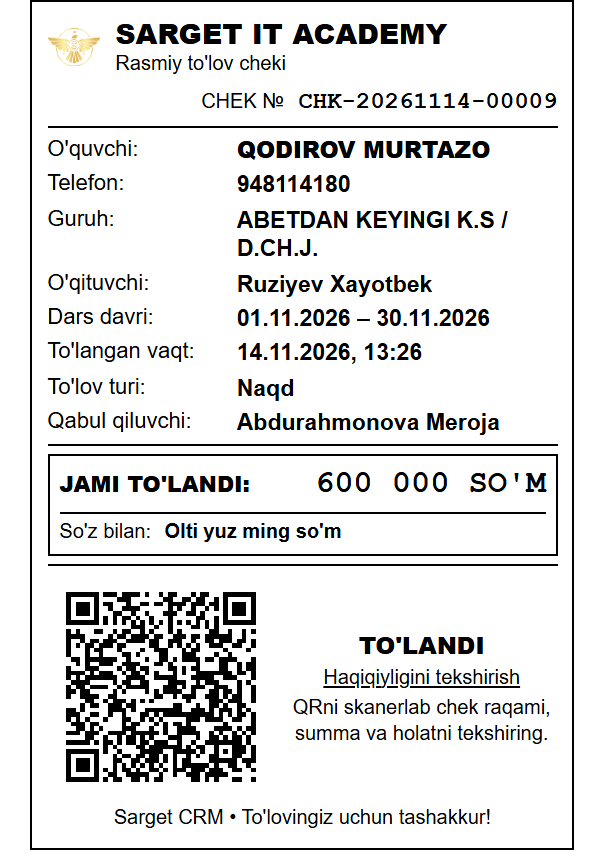 SARGET IT ACADEMY
Rasmiy to'lov cheki
CHEK № CHK-20261114-00009
O'quvchi: QODIROV MURTAZO
Telefon: 948114180
Guruh: ABETDAN KEYINGI K.S /
D.CH.J.
O'qituvchi: Ruziyev Xayotbek
Dars davri: 01.11.2026 – 30.11.2026
To'langan vaqt: 14.11.2026, 13:26
To'lov turi: Naqd
Qabul qiluvchi: Abdurahmonova Meroja
JAMI TO'LANDI: 600 000 SO'M
So'z bilan: Olti yuz ming so'm
TO'LANDI
Haqiqiyligini tekshirish
QRni skanerlab chek raqami,
summa va holatni tekshiring.
Sarget CRM • To'lovingiz uchun tashakkur!